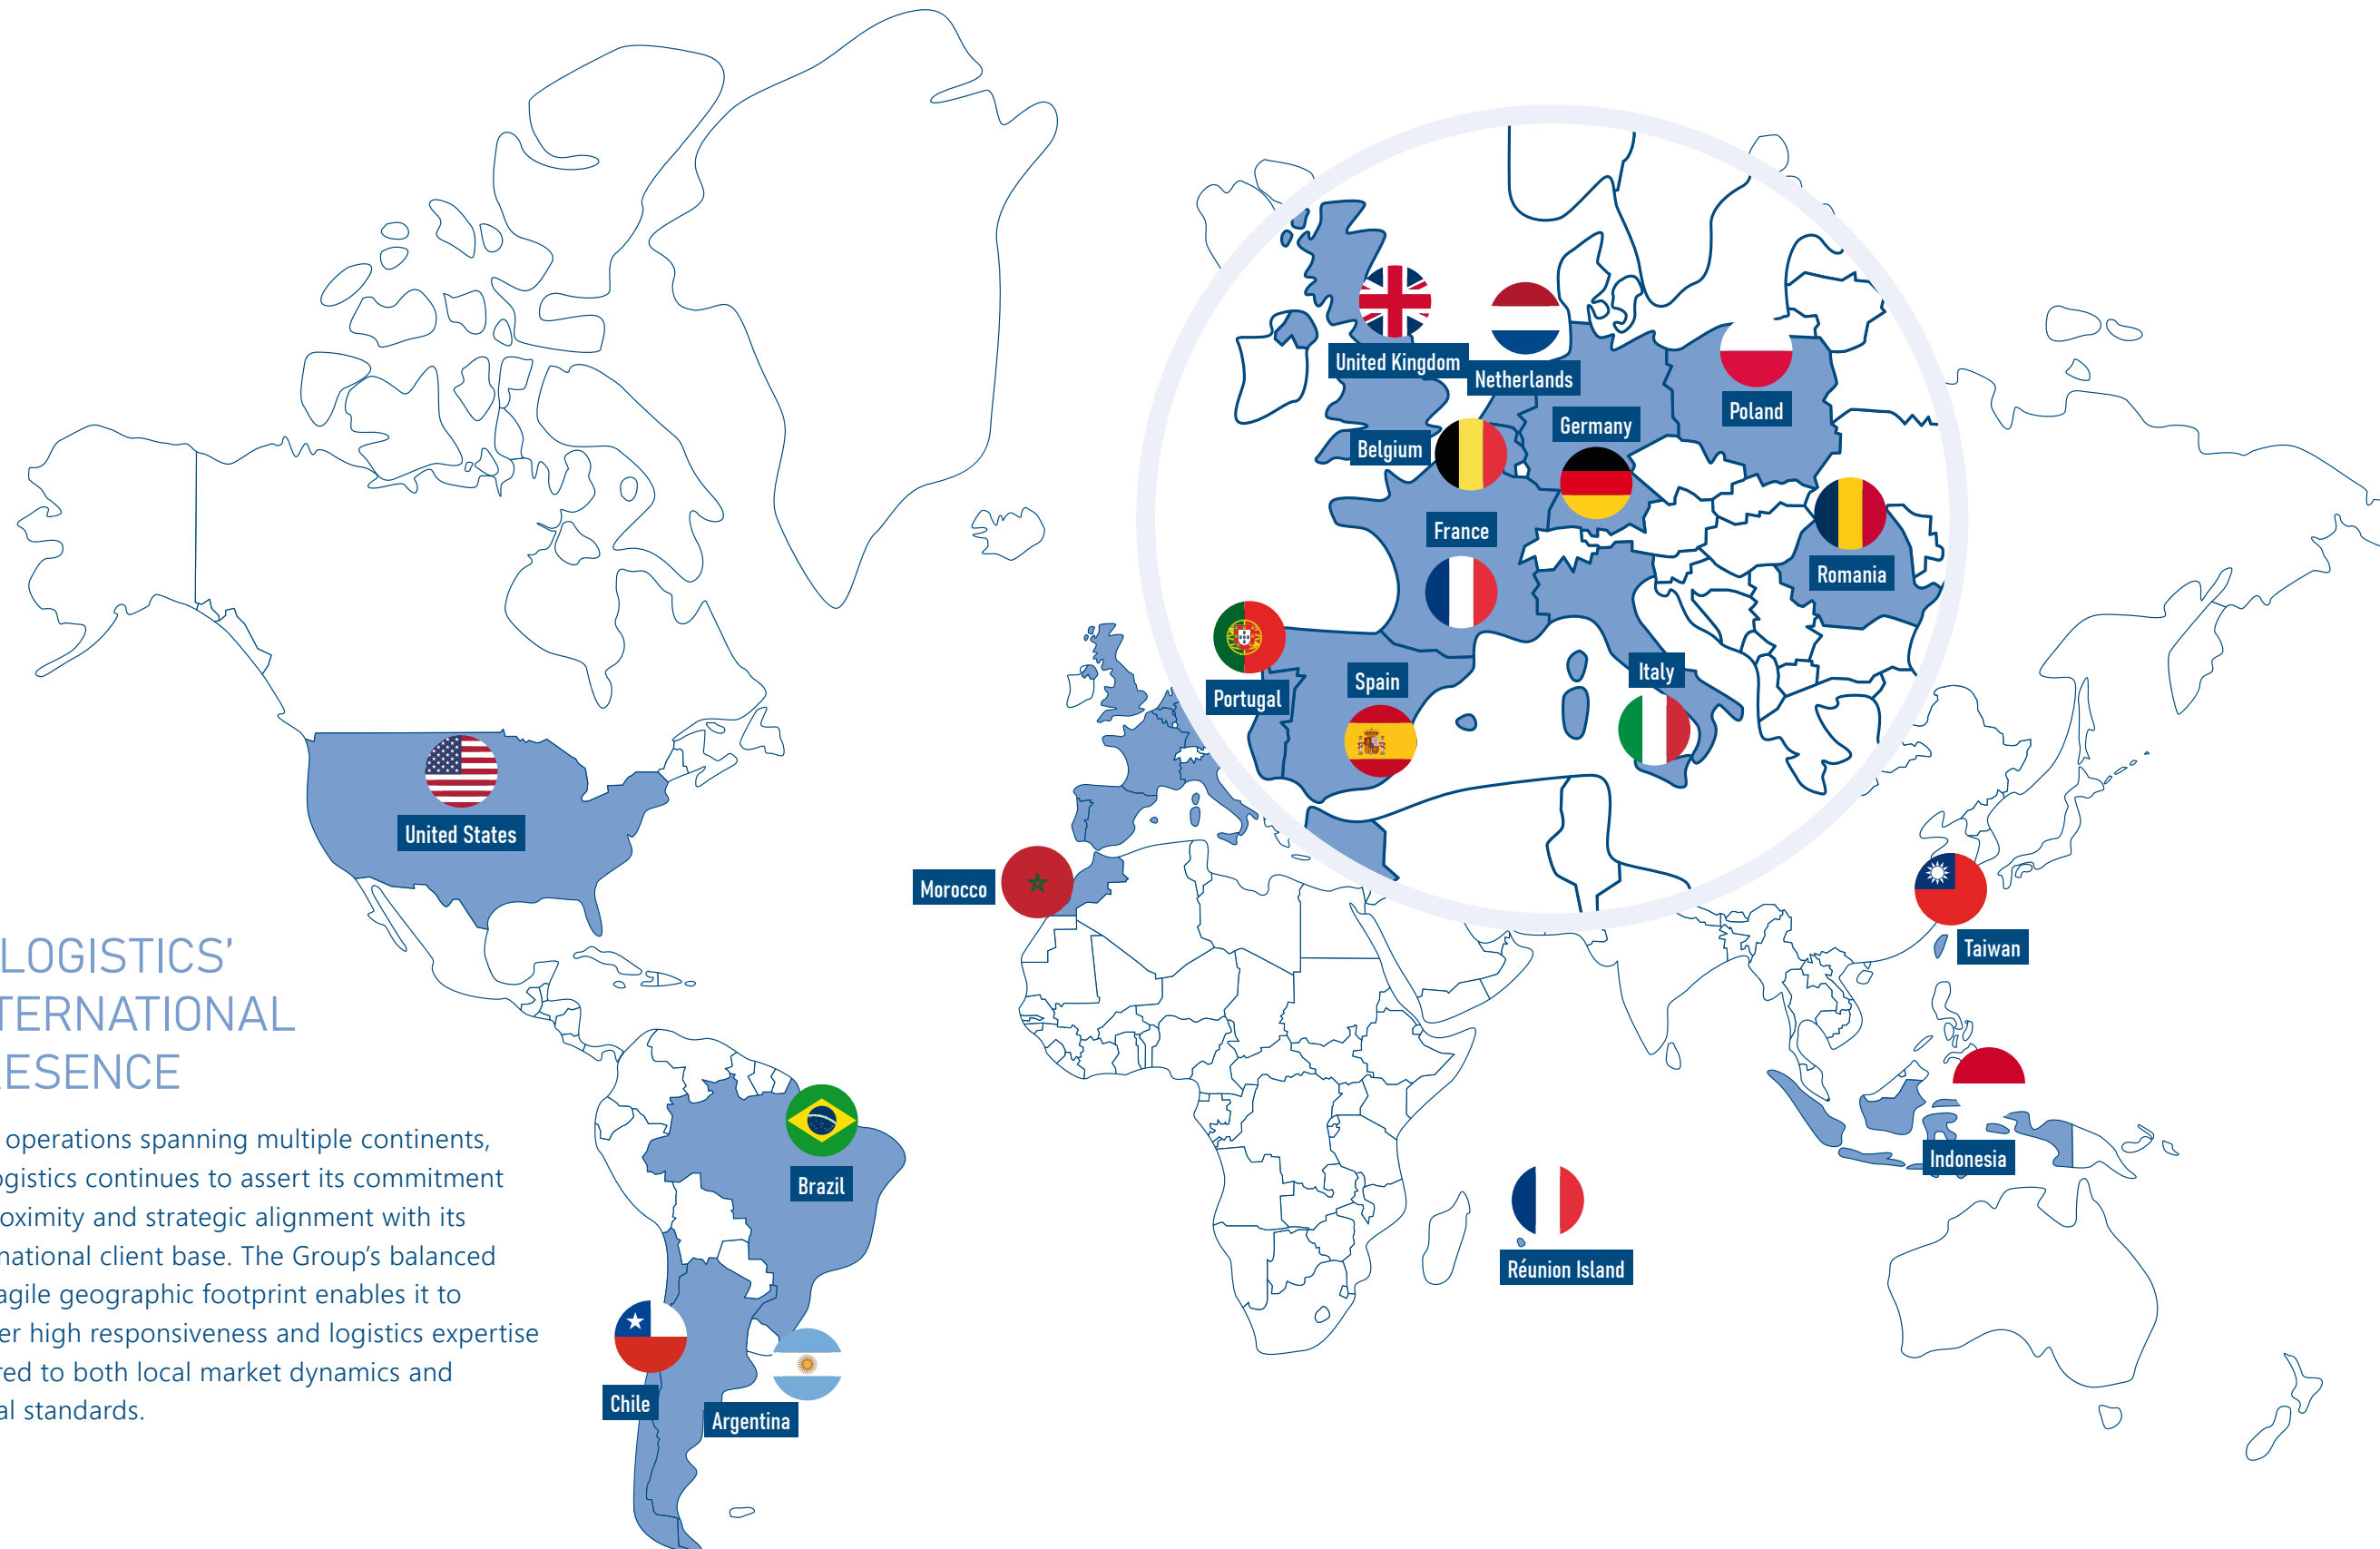 LOGISTICS'
TERNATIONAL
ESENCE
operations spanning multiple continents,
ogistics continues to assert its commitment
oximity and strategic alignment with its
national client base. The Group's balanced
agile geographic footprint enables it to
er high responsiveness and logistics expertise
red to both local market dynamics and
al standards.
United States
Brazil
Chile
Argentina
Morocco
United Kingdom
Netherlands
Belgium
Germany
Poland
France
Romania
Portugal
Spain
Italy
Taiwan
Indonesia
Réunion Island